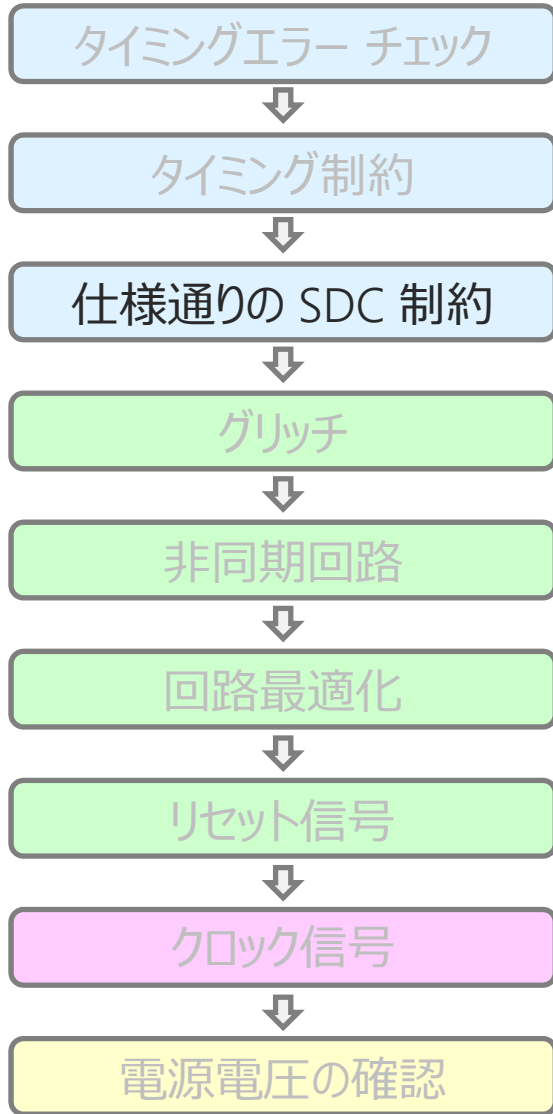 タイミングエラー チェック
タイミング制約
仕様通りの SDC 制約
グリッチ
非同期回路
回路最適化
リセット信号
クロック信号
電源電圧の確認